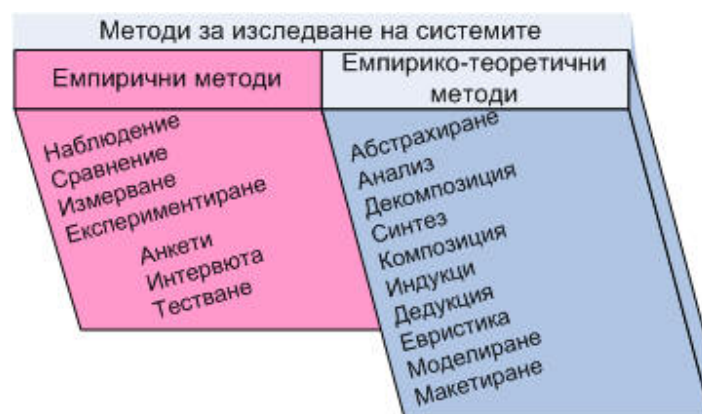 Методи за изследване на системите
Емпирични методи
Емпирико-теоретични
методи
Наблюдение
Сравнение
Измерване
Експериментиране
Анкети
Интервюта
Тестване
Абстрахиране
Анализ
Декомпозиция
Синтез
Композиция
Индукци
Дедукция
Евристика
Моделиране
Макетиране